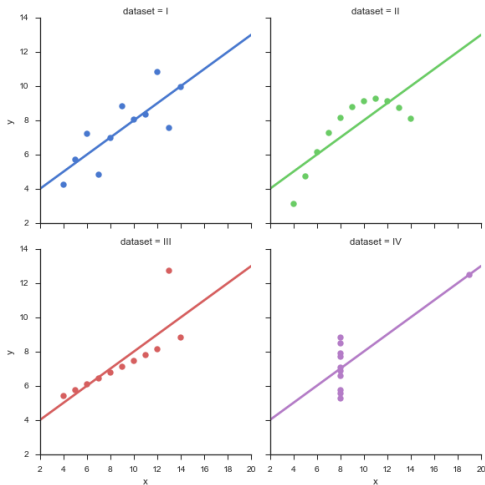 dataset = I
dataset = II
14
12
10
8
6
4
2
y
dataset = III
dataset = IV
14
12
10
8
6
4
2
y
2 4 6 8 10 12 14 16 18 20
2 4 6 8 10 12 14 16 18 20
x
x